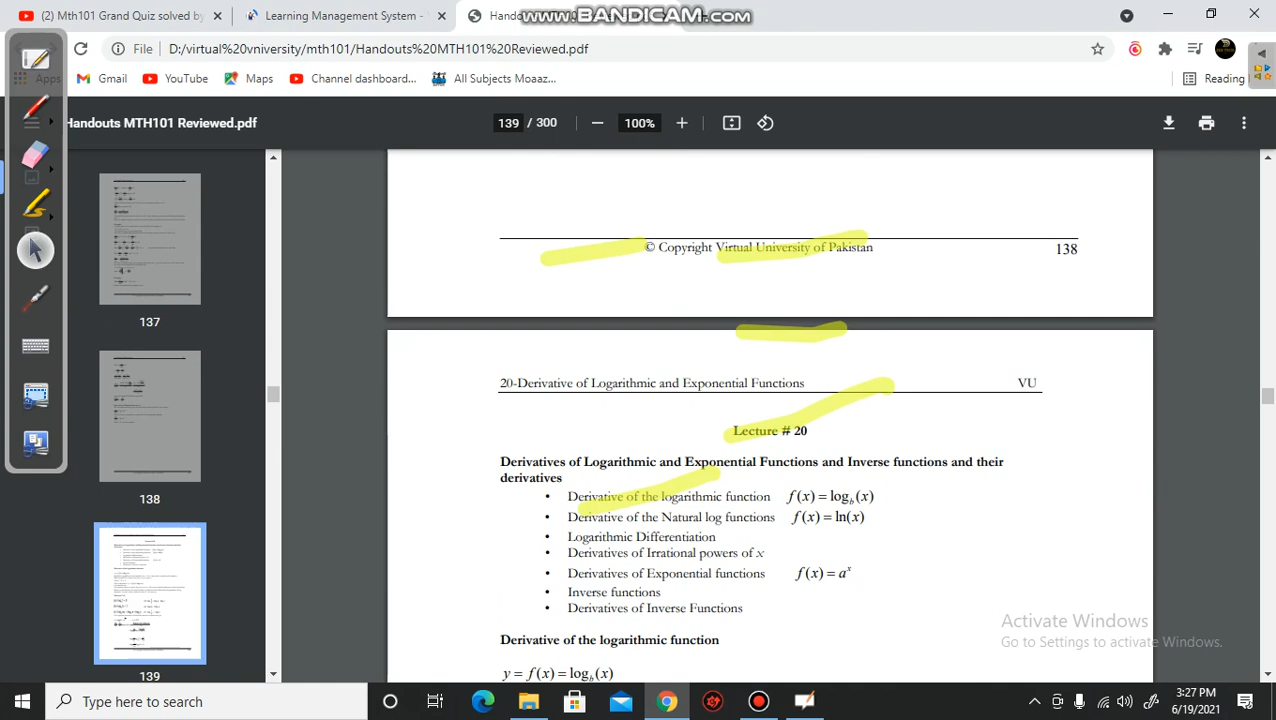 (2) Mth101 Grand Quiz solved by
Learning Management System -
Hando
www.BANDICAM.com
File
D:/virtual%20vniversity/mth101/Handouts%20MTH101%20Reviewed.pdf
Apps
Gmail
YouTube
Maps
Channel dashboard...
All Subjects Moaaz...
Reading
Handouts MTH101 Reviewed.pdf
139 / 300
100%
137
138
139
© Copyright Virtual University of Pakistan
138
20-Derivative of Logarithmic and Exponential Functions
VU
Lecture # 20
Derivatives of Logarithmic and Exponential Functions and Inverse functions and their
derivatives
• Derivative of the logarithmic function f(x) = log_b(x)
• Derivative of the Natural log functions f(x) = ln(x)
• Logarithmic Differentiation
• Derivatives of Irrational powers of x
• Derivatives of Exponential functions f(x) = a^x
• Inverse functions
• Derivatives of Inverse Functions
Derivative of the logarithmic function
y = f(x) = log_b(x)
Activate Windows
Go to Settings to activate Windows.
Type here to search
3:27 PM
6/19/2021